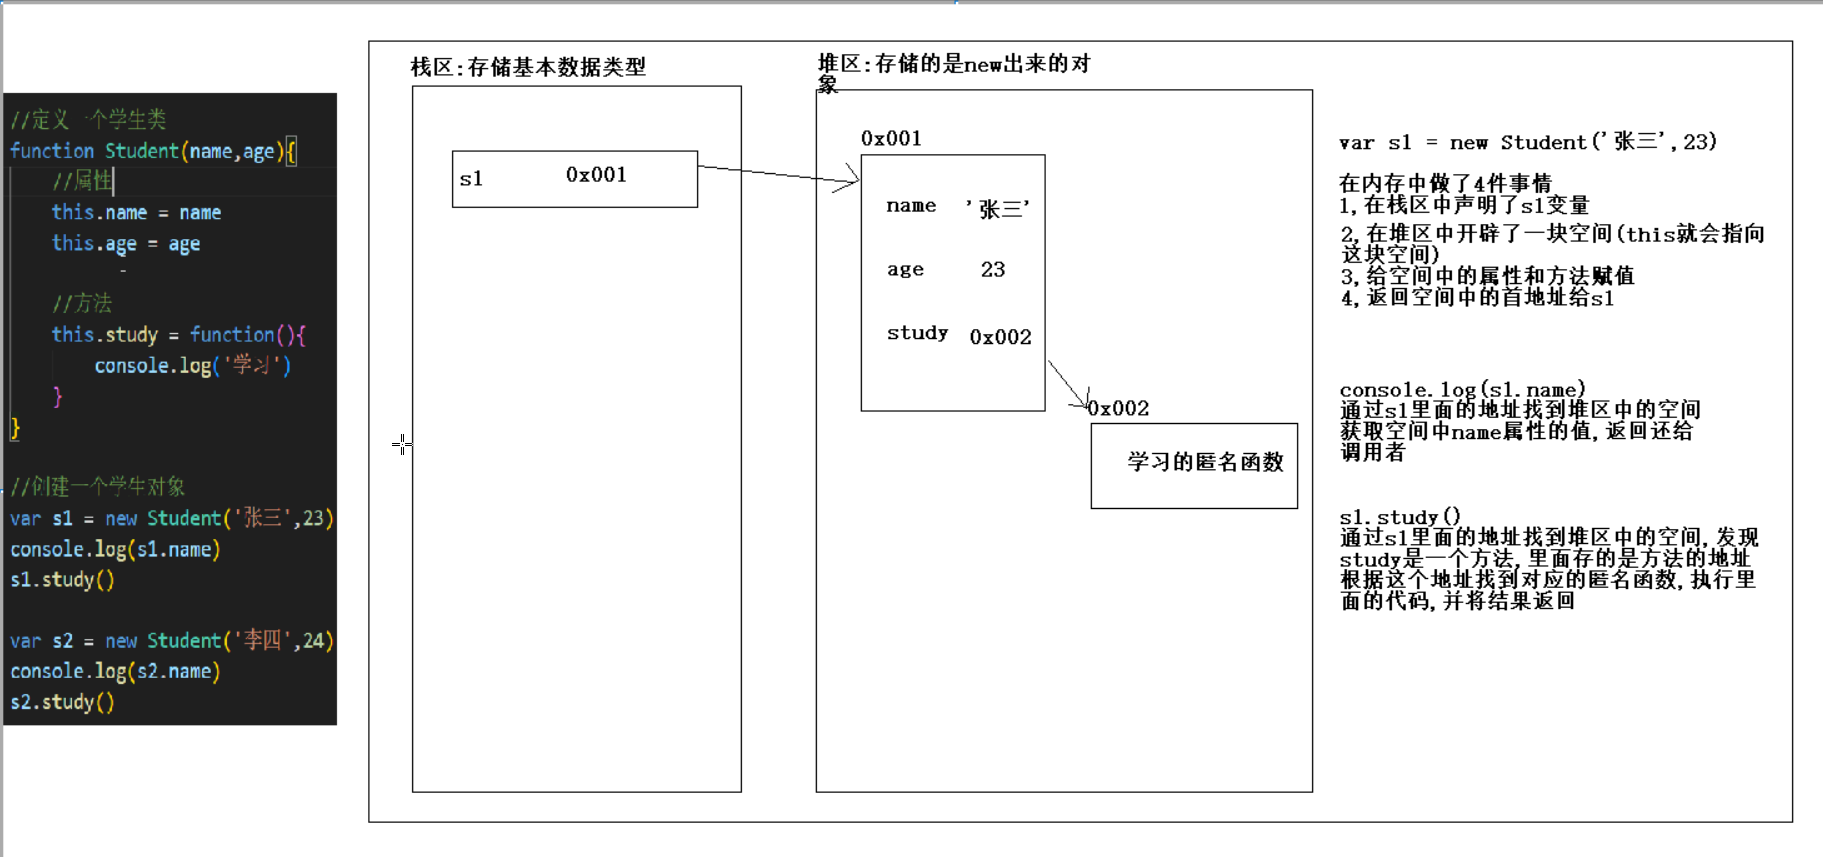 //定义一个学生类
function Student(name,age){
//属性
this.name = name
this.age = age
//方法
this.study = function(){
console.log('学习')
}
}
//创建一个学生对象
var s1 = new Student('张三',23)
console.log(s1.name)
s1.study()
var s2 = new Student('李四',24)
console.log(s2.name)
s2.study()
栈区:存储基本数据类型
s1 0x001
堆区:存储的是new出来的对
象
0x001
name '张三'
age 23
study 0x002
0x002
学习的匿名函数
var s1 = new Student('张三',23)
在内存中做了4件事情
1,在栈区中声明了s1变量
2,在堆区中开辟了一块空间(this就会指向
这块空间)
3,给空间中的属性和方法赋值
4,返回空间中的首地址给s1
console.log(s1.name)
通过s1里面的地址找到堆区中的空间
获取空间中name属性的值,返回还给
调用者
s1.study()
通过s1里面的地址找到堆区中的空间,发现
study是一个方法,里面存的是方法的地址
根据这个地址找到对应的匿名函数,执行里
面的代码,并将结果返回